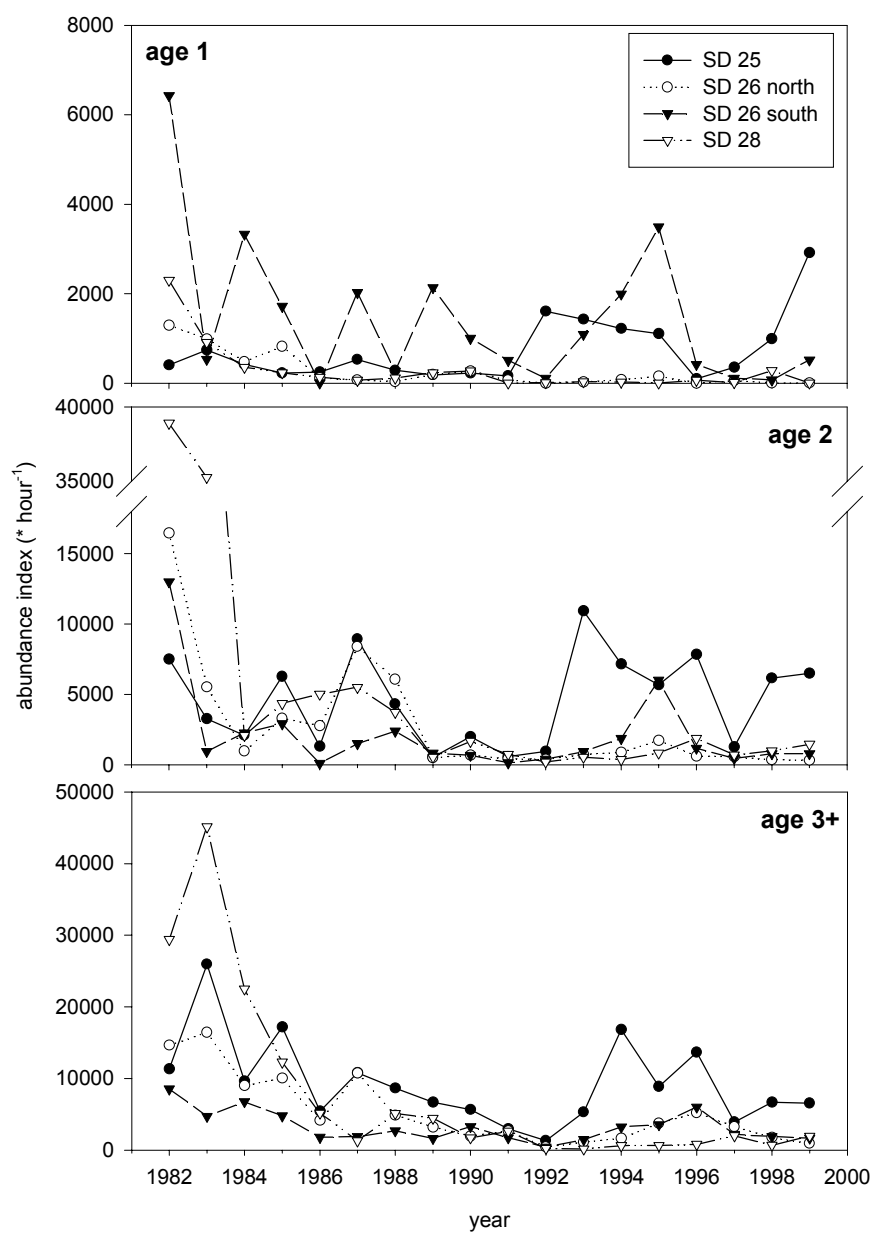 8000
age 1
SD 25
SD 26 north
SD 26 south
SD 28
6000
4000
2000
0
40000
age 2
35000
15000
10000
5000
0
abundance index (* hour⁻¹)
50000
age 3+
40000
30000
20000
10000
0
1982 1984 1986 1988 1990 1992 1994 1996 1998 2000
year